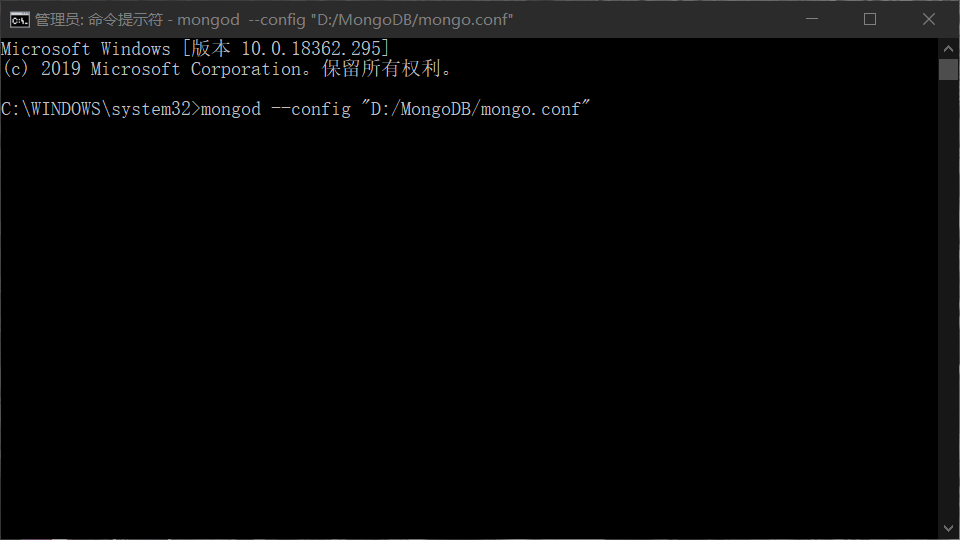 管理员: 命令提示符 - mongod  --config "D:/MongoDB/mongo.conf"
Microsoft Windows [版本 10.0.18362.295]
(c) 2019 Microsoft Corporation。保留所有权利。
C:\WINDOWS\system32>mongod --config "D:/MongoDB/mongo.conf"